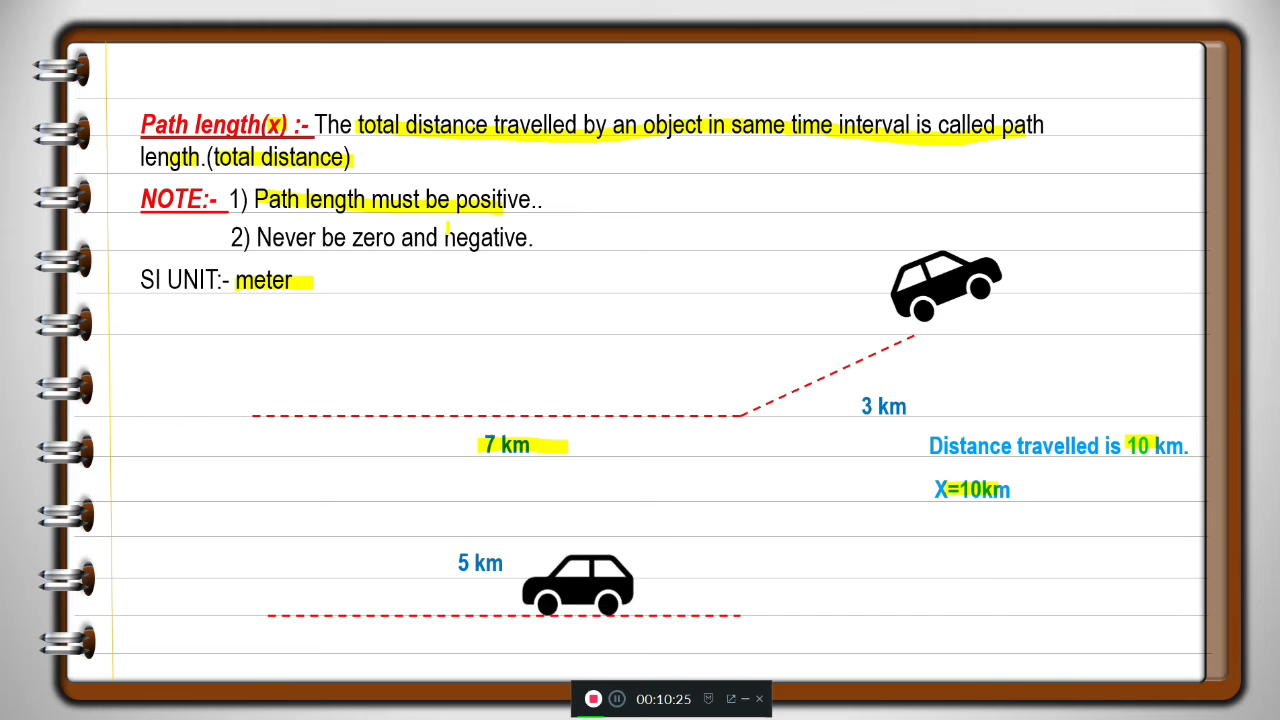 Path length(x) :- The total distance travelled by an object in same time interval is called path
length.(total distance)
NOTE:- 1) Path length must be positive..
2) Never be zero and negative.
SI UNIT:- meter
3 km
7 km
Distance travelled is 10 km.
X=10km
5 km
00:10:25